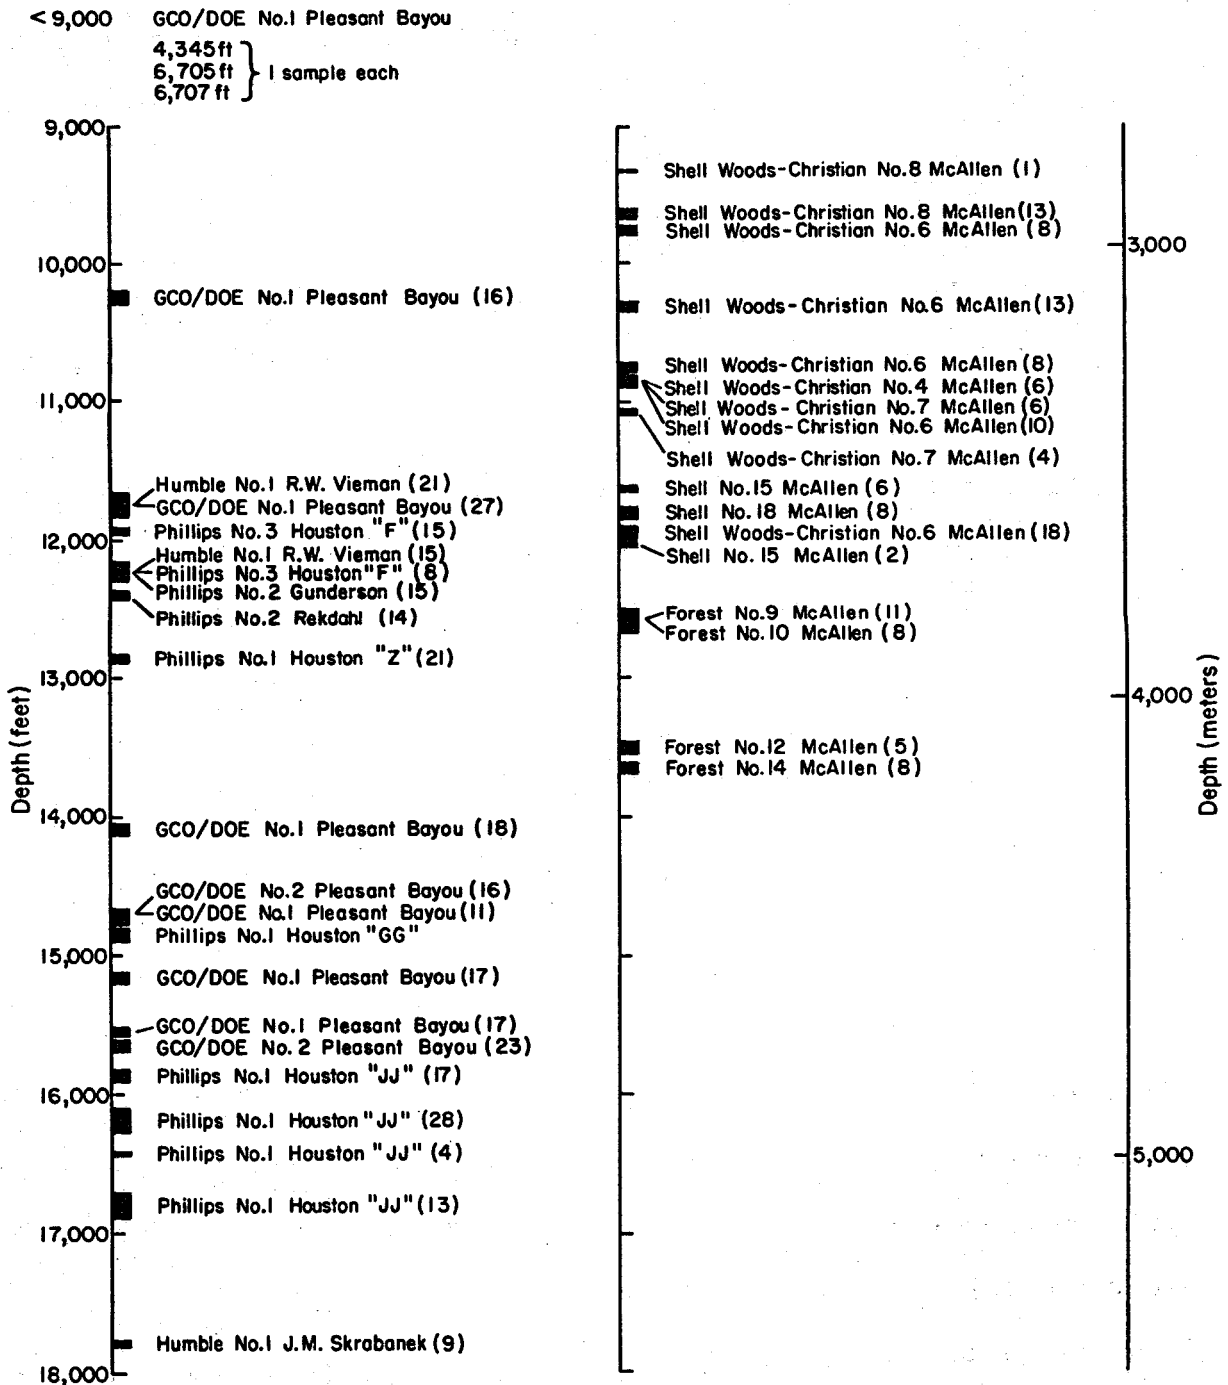 <9,000 GCO/DOE No.1 Pleasant Bayou
4,345ft
6,705ft } 1 sample each
6,707 ft
Depth (feet)
9,000
10,000
11,000
12,000
13,000
14,000
15,000
16,000
17,000
18,000
GCO/DOE No.1 Pleasant Bayou (16)
Humble No.1 R.W. Vieman (21)
GCO/DOE No.1 Pleasant Bayou (27)
Phillips No.3 Houston "F" (15)
Humble No.1 R.W. Vieman (15)
Phillips No.3 Houston "F" (8)
Phillips No.2 Gunderson (15)
Phillips No.2 Rekdahl (14)
Phillips No.1 Houston "Z" (21)
GCO/DOE No.1 Pleasant Bayou (18)
GCO/DOE No.2 Pleasant Bayou (16)
GCO/DOE No.1 Pleasant Bayou (11)
Phillips No.1 Houston "GG"
GCO/DOE No.1 Pleasant Bayou (17)
GCO/DOE No.1 Pleasant Bayou (17)
GCO/DOE No.2 Pleasant Bayou (23)
Phillips No.1 Houston "JJ" (17)
Phillips No.1 Houston "JJ" (28)
Phillips No.1 Houston "JJ" (4)
Phillips No.1 Houston "JJ" (13)
Humble No.1 J.M. Skrabanek (9)
Shell Woods-Christian No.8 McAllen (1)
Shell Woods-Christian No.8 McAllen (13)
Shell Woods-Christian No.6 McAllen (8)
Shell Woods-Christian No.6 McAllen (13)
Shell Woods-Christian No.6 McAllen (8)
Shell Woods-Christian No.4 McAllen (6)
Shell Woods-Christian No.7 McAllen (6)
Shell Woods-Christian No.6 McAllen (10)
Shell Woods-Christian No.7 McAllen (4)
Shell No.15 McAllen (6)
Shell No.18 McAllen (8)
Shell Woods-Christian No.6 McAllen (18)
Shell No.15 McAllen (2)
Forest No.9 McAllen (11)
Forest No.10 McAllen (8)
Forest No.12 McAllen (5)
Forest No.14 McAllen (8)
3,000
4,000
5,000
Depth (meters)